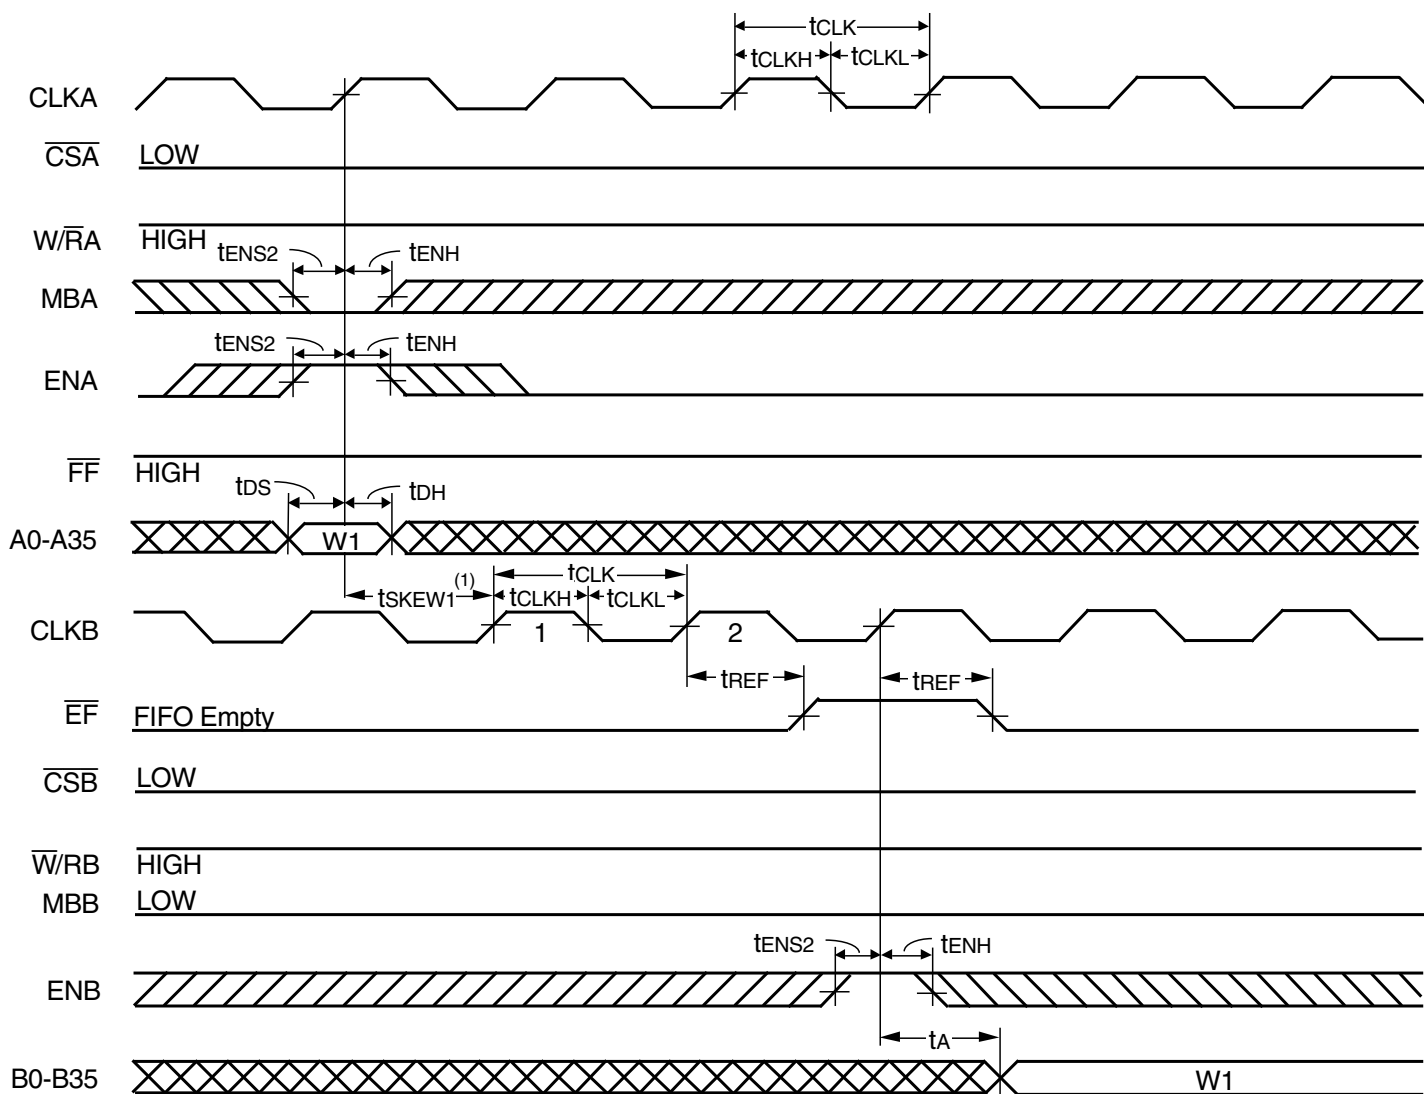 tCLK
tCLKH tCLKL
CLKA
CSA LOW
W/RA HIGH
tENS2 tENH
MBA
tENS2 tENH
ENA
FF HIGH
tDS tDH
A0-A35 W1
tSKEW1 (1) tCLK
tCLKH tCLKL
CLKB 1 2
tREF tREF
EF FIFO Empty
CSB LOW
W/RB HIGH
MBB LOW
tENS2 tENH
ENB
tA
B0-B35 W1